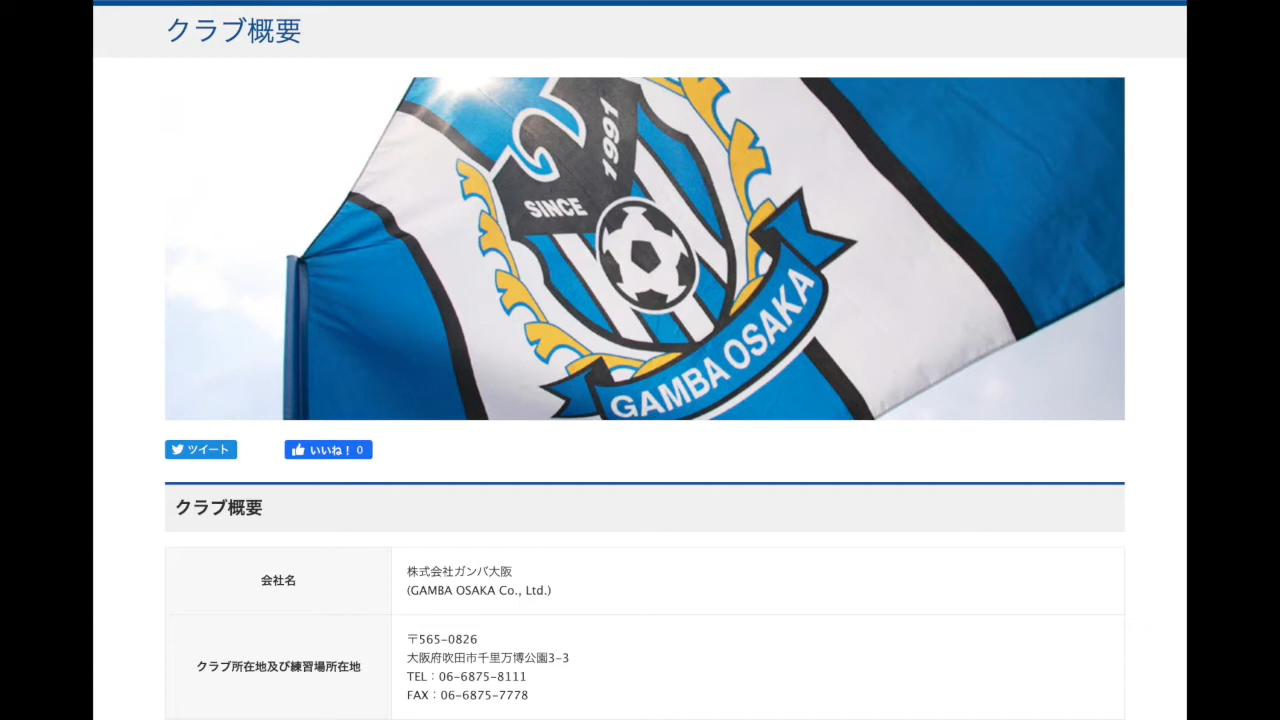 クラブ概要
1991
SINCE
GAMBA OSAKA
ツイート
いいね！ 0
クラブ概要
会社名
株式会社ガンバ大阪
(GAMBA OSAKA Co., Ltd.)
クラブ所在地及び練習場所在地
〒565-0826
大阪府吹田市千里万博公園3-3
TEL：06-6875-8111
FAX：06-6875-7778